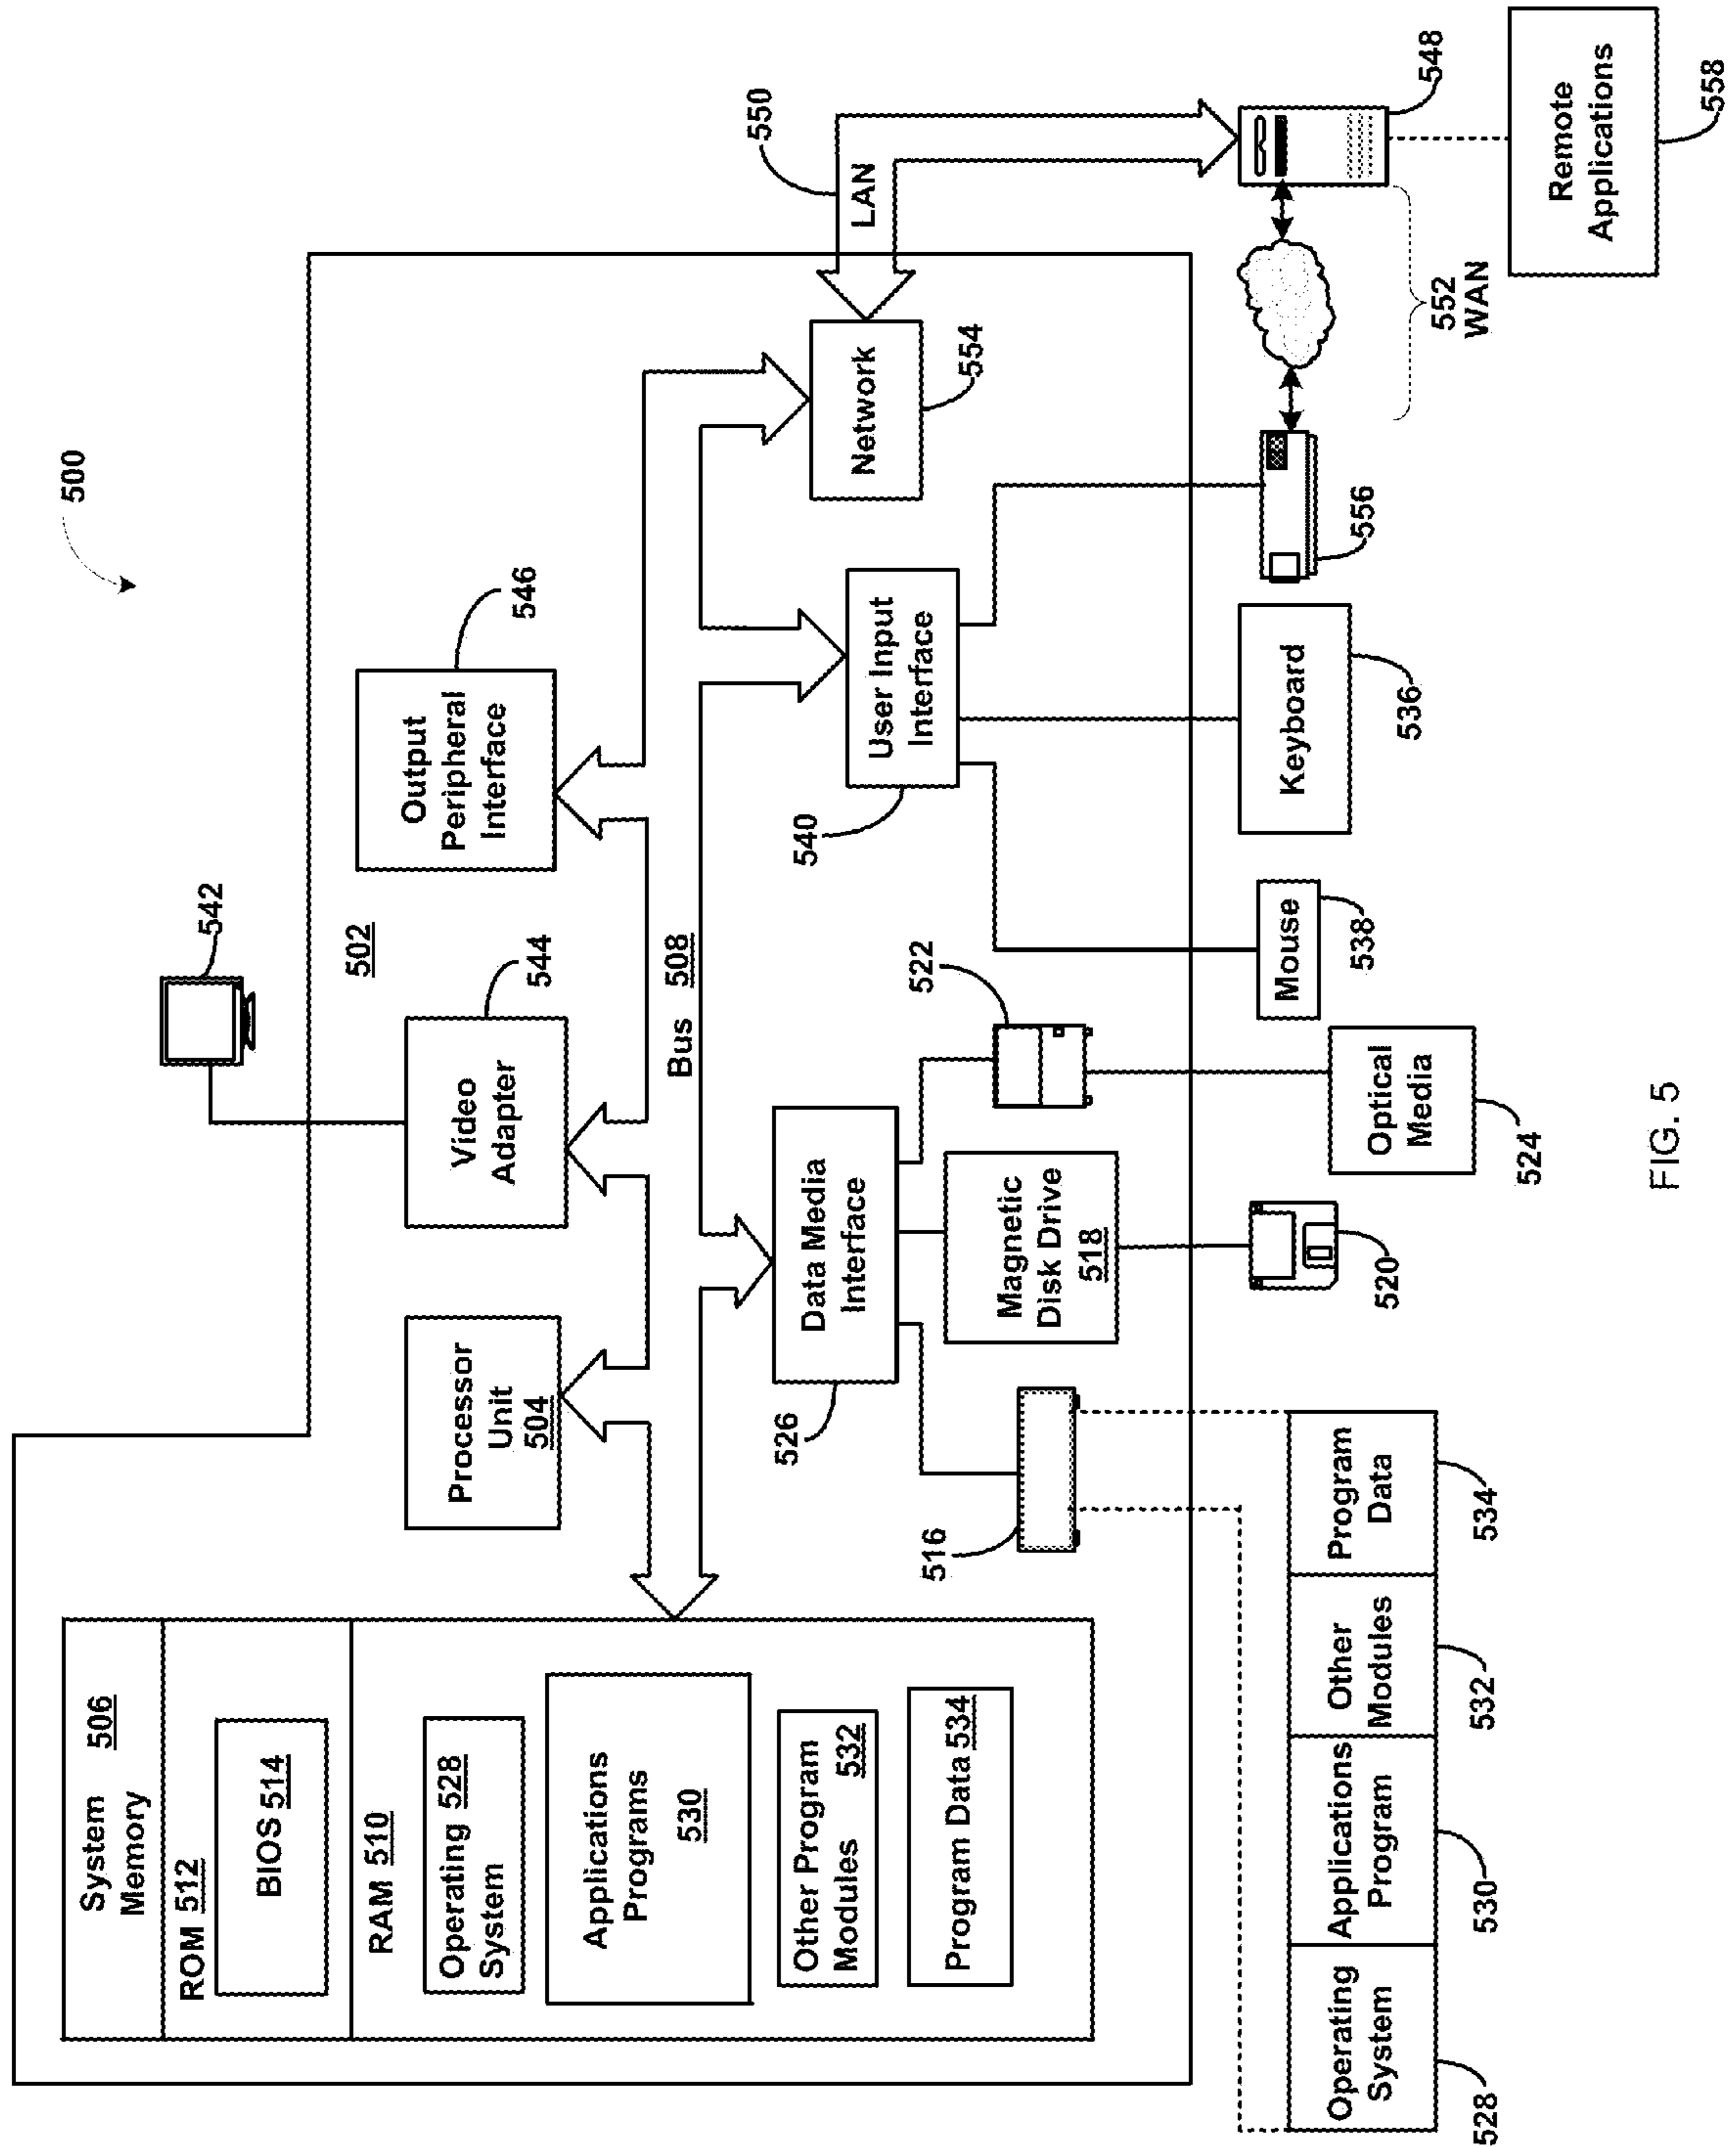 500
542
System
Memory
506
ROM 512
BIOS 514
RAM 510
Operating 528
System
Applications
Programs
530
Other Program
Modules 532
Program Data 534
Processor
Unit
504
Video
Adapter
544
502
Output
Peripheral
Interface
546
Bus 508
Data Media
Interface
526
User Input
Interface
540
Network
554
LAN
550
516
Magnetic
Disk Drive
518
522
520
Optical
Media
524
Mouse
538
Keyboard
536
556
552
WAN
548
Remote
Applications
558
Operating
System
528
Applications
Program
530
Other
Modules
532
Program
Data
534
FIG. 5